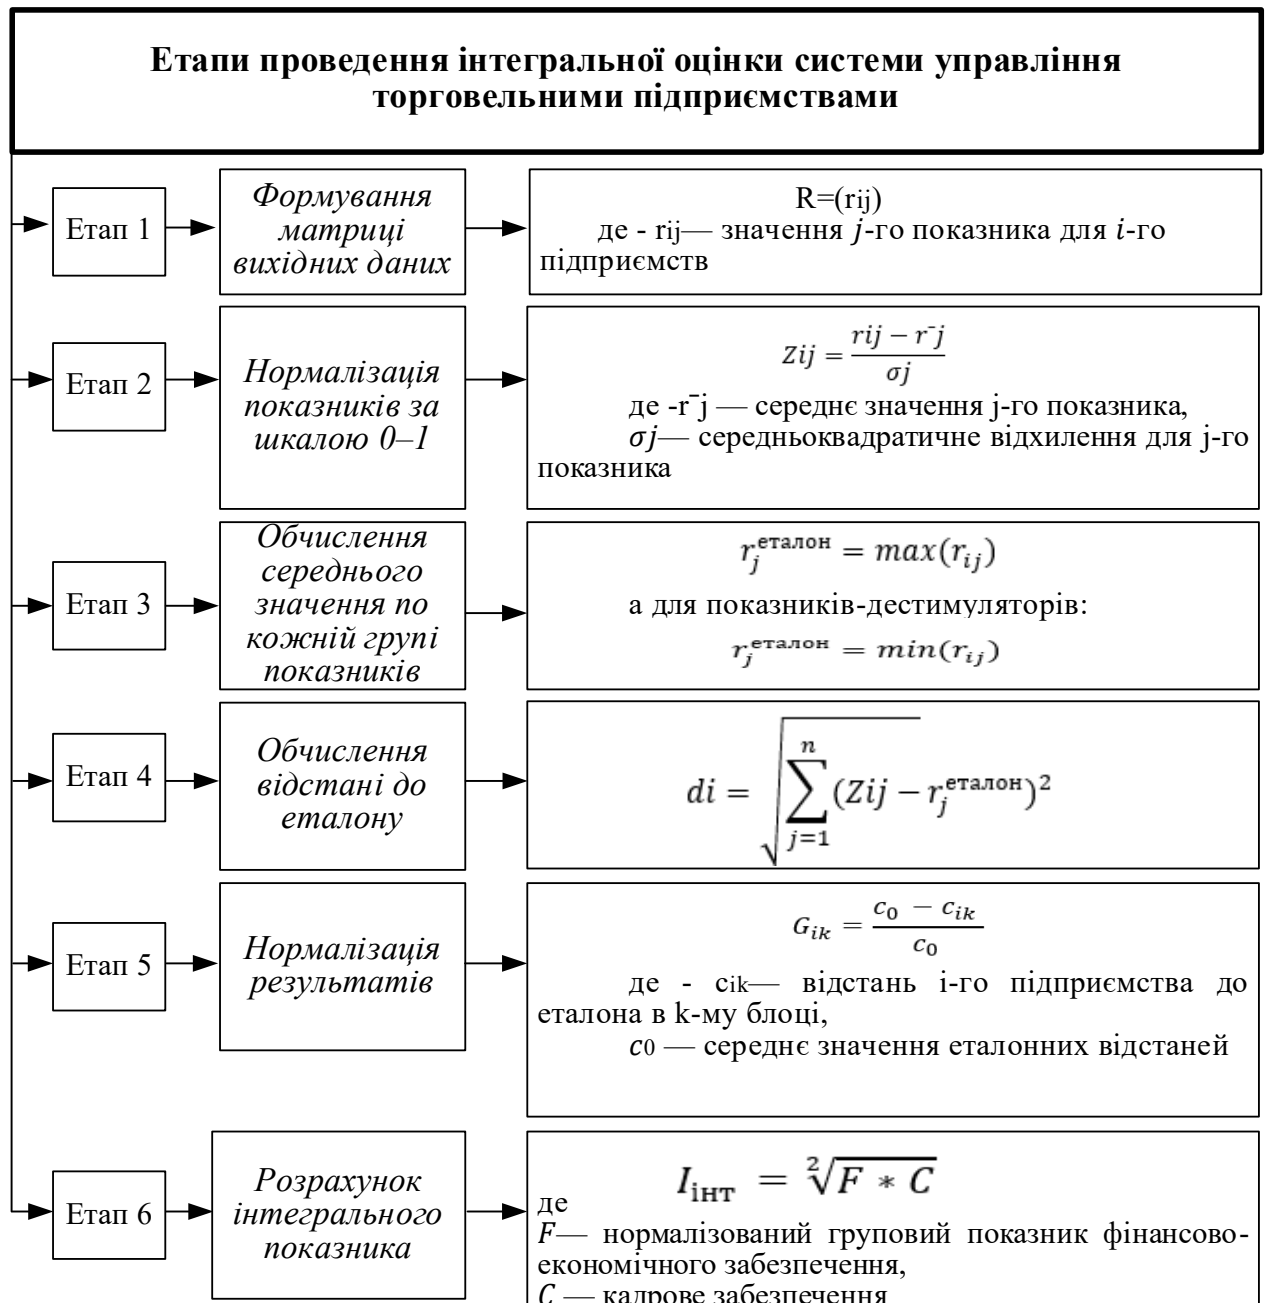 Етапи проведення інтегральної оцінки системи управління
торговельними підприємствами
Етап 1
Формування
матриці
вихідних даних
R=(rij)
де - rij— значення j-го показника для i-го
підприємств
Етап 2
Нормалізація
показників за
шкалою 0–1
Zij = (rij − r¯j) / σj
де -r¯j — середнє значення j-го показника,
σj— середньоквадратичне відхилення для j-го
показника
Етап 3
Обчислення
середнього
значення по
кожній групі
показників
r_j^еталон = max(r_ij)
а для показників-дестимуляторів:
r_j^еталон = min(r_ij)
Етап 4
Обчислення
відстані до
еталону
di = √(∑_{j=1}^{n} (Zij − r_j^еталон)²)
Етап 5
Нормалізація
результатів
G_ik = (c_0 − c_ik) / c_0
де - cik— відстань і-го підприємства до
еталона в k-му блоці,
c0 — середнє значення еталонних відстаней
Етап 6
Розрахунок
інтегрального
показника
I_інт = ²√(F * C)
де
F— нормалізований груповий показник фінансово-
економічного забезпечення,
C — кадрове забезпечення